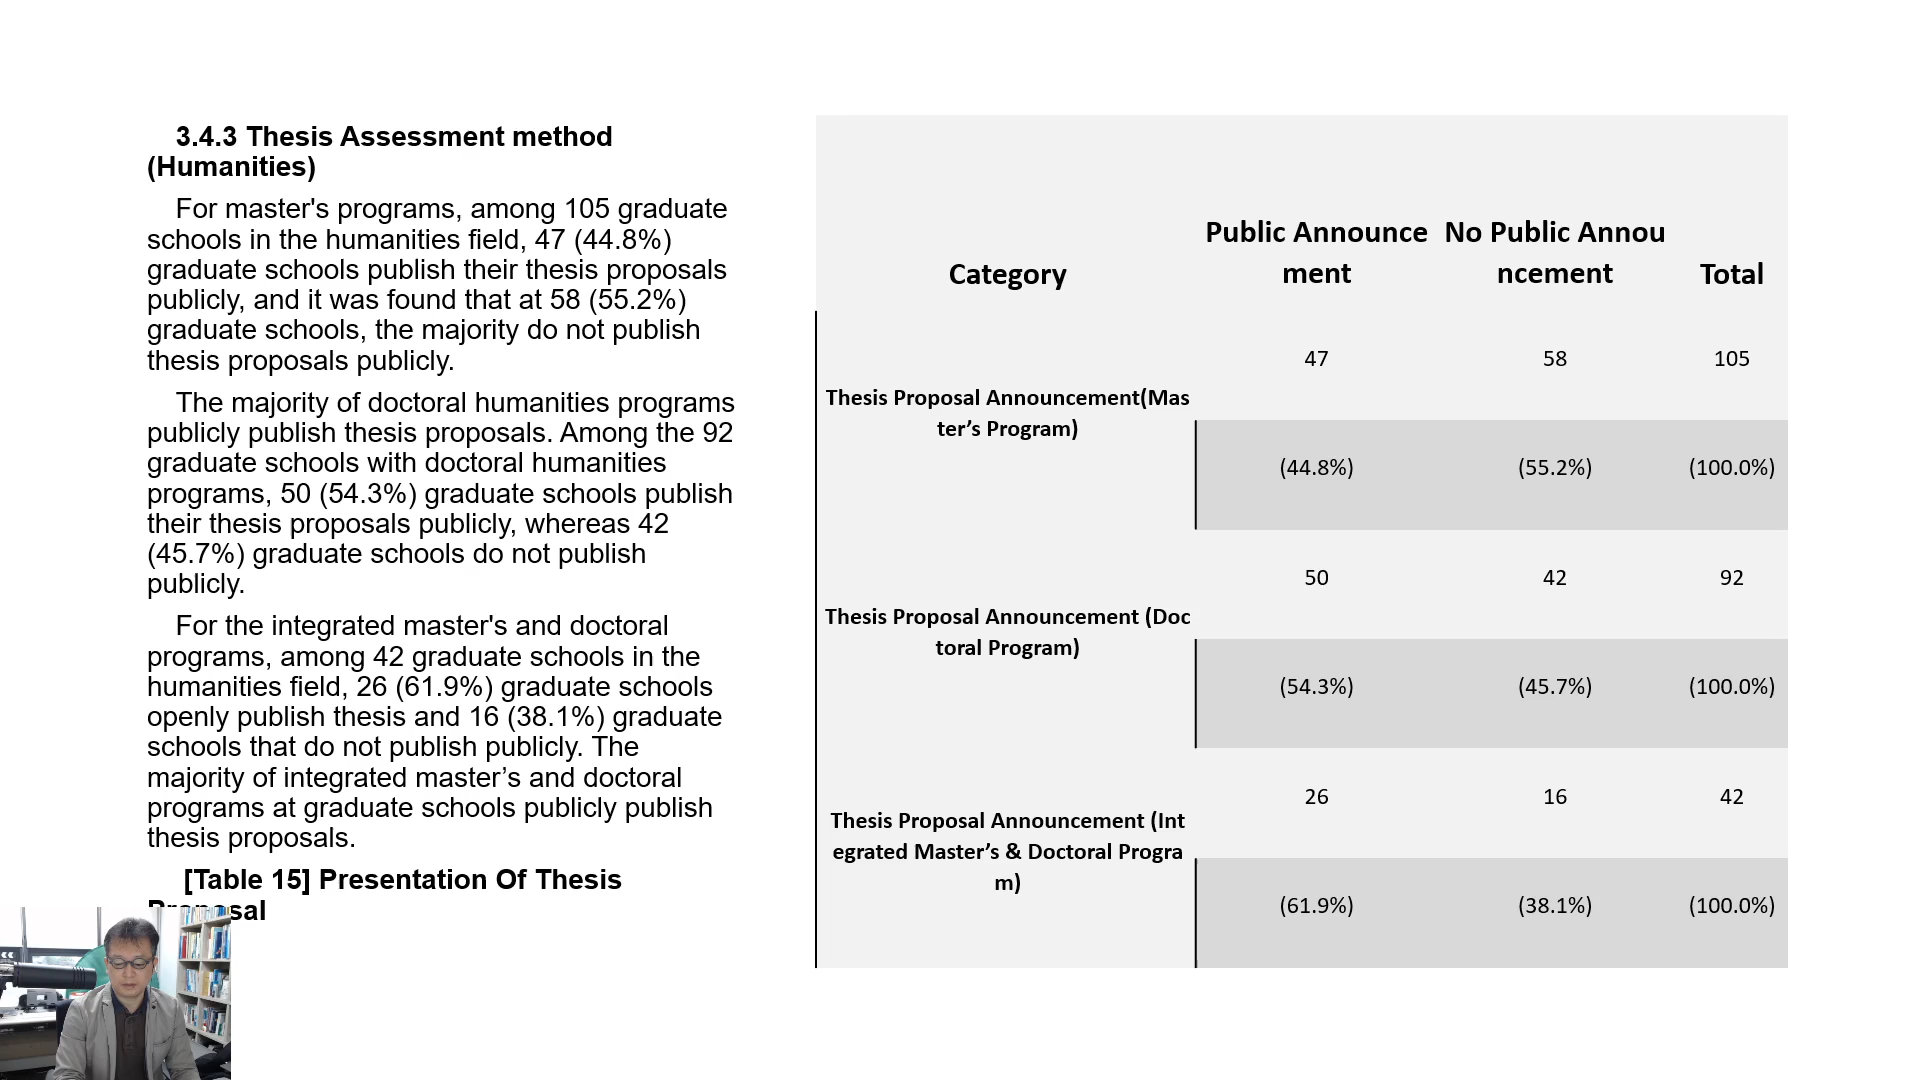 3.4.3 Thesis Assessment method
(Humanities)
For master's programs, among 105 graduate
schools in the humanities field, 47 (44.8%)
graduate schools publish their thesis proposals
publicly, and it was found that at 58 (55.2%)
graduate schools, the majority do not publish
thesis proposals publicly.
The majority of doctoral humanities programs
publicly publish thesis proposals. Among the 92
graduate schools with doctoral humanities
programs, 50 (54.3%) graduate schools publish
their thesis proposals publicly, whereas 42
(45.7%) graduate schools do not publish
publicly.
For the integrated master's and doctoral
programs, among 42 graduate schools in the
humanities field, 26 (61.9%) graduate schools
openly publish thesis and 16 (38.1%) graduate
schools that do not publish publicly. The
majority of integrated master’s and doctoral
programs at graduate schools publicly publish
thesis proposals.
[Table 15] Presentation Of Thesis
Proposal
Public Announce No Public Annou
Category ment ncement Total
47 58 105
Thesis Proposal Announcement(Mas
ter’s Program)
(44.8%) (55.2%) (100.0%)
50 42 92
Thesis Proposal Announcement (Doc
toral Program)
(54.3%) (45.7%) (100.0%)
26 16 42
Thesis Proposal Announcement (Int
egrated Master’s & Doctoral Progra
m)
(61.9%) (38.1%) (100.0%)